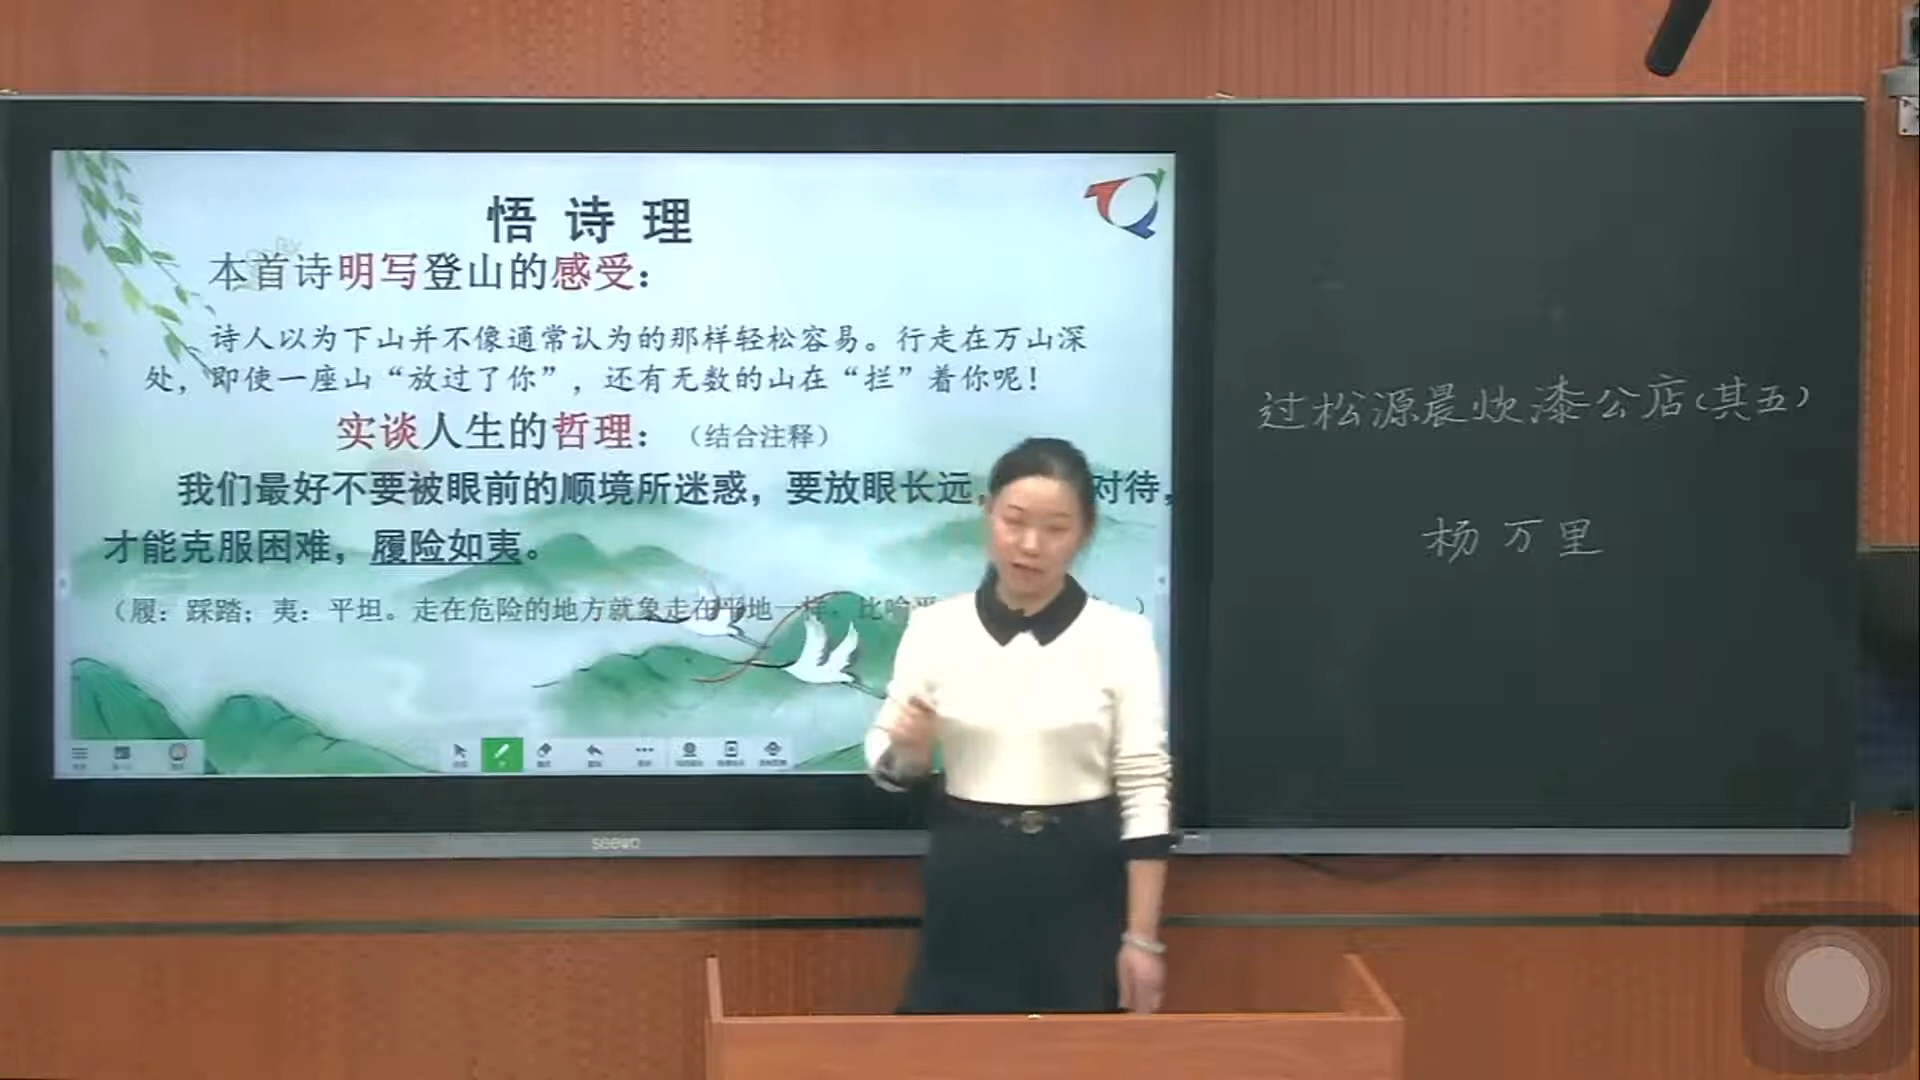 悟诗理
本首诗明写登山的感受：
诗人以为下山并不像通常认为的那样轻松容易。行走在万山深
处，即使一座山“放过了你”，还有无数的山在“拦”着你呢！
实谈人生的哲理：（结合注释）
我们最好不要被眼前的顺境所迷惑，要放眼长远，对待，
才能克服困难，履险如夷。
（履：踩踏；夷：平坦。走在危险的地方就象走在平地一样。比喻）
seewo
过松源晨炊漆公店(其五)
杨万里